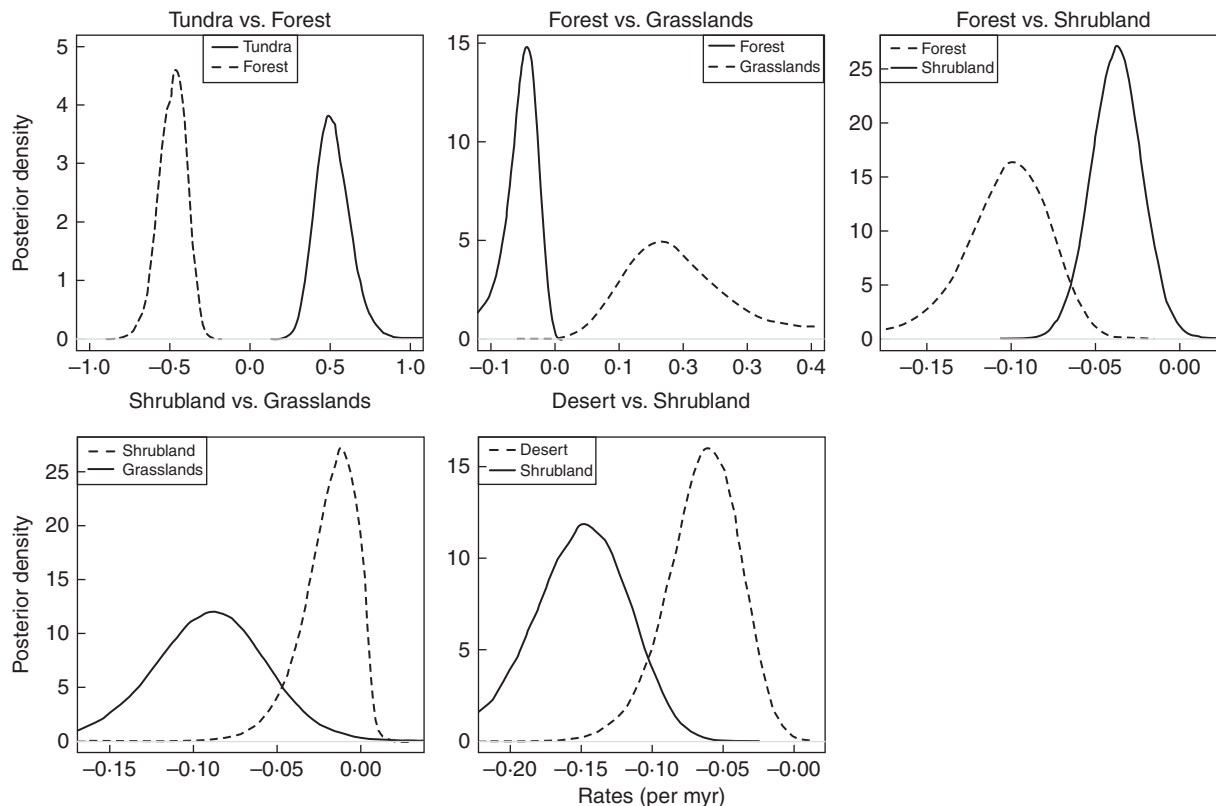 Tundra vs. Forest
Forest vs. Grasslands
Forest vs. Shrubland
Posterior density
5
4
3
2
1
0
Tundra
Forest
−1·0
−0·5
0·0
0·5
1·0
15
10
5
0
Forest
Grasslands
−0·1
0·0
0·1
0·3
0·3
0·4
25
20
15
10
5
0
Forest
Shrubland
−0·15
−0·10
−0·05
0·00
Shrubland vs. Grasslands
Desert vs. Shrubland
Posterior density
25
20
15
10
5
0
Shrubland
Grasslands
−0·15
−0·10
−0·05
0·00
15
10
5
0
Desert
Shrubland
−0·20
−0·15
−0·10
−0·05
−0·00
Rates (per myr)